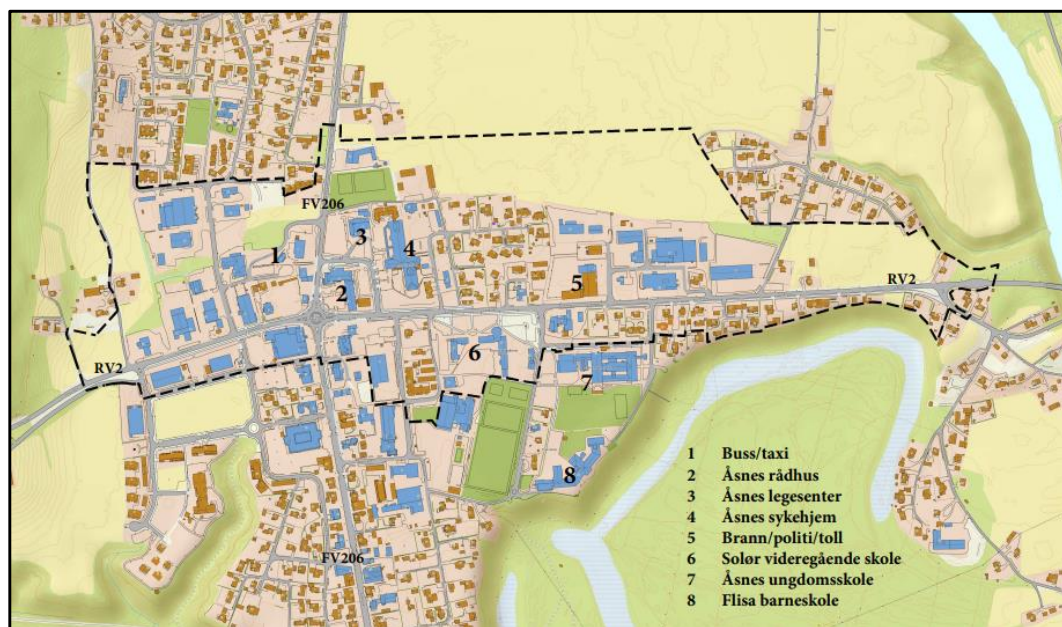 FV206
3
4
1
2
5
RV2
6
RV2
7
8
FV206
1 Buss/taxi
2 Åsnes rådhus
3 Åsnes legesenter
4 Åsnes sykehjem
5 Brann/politi/toll
6 Solør videregående skole
7 Åsnes ungdomsskole
8 Flisa barneskole